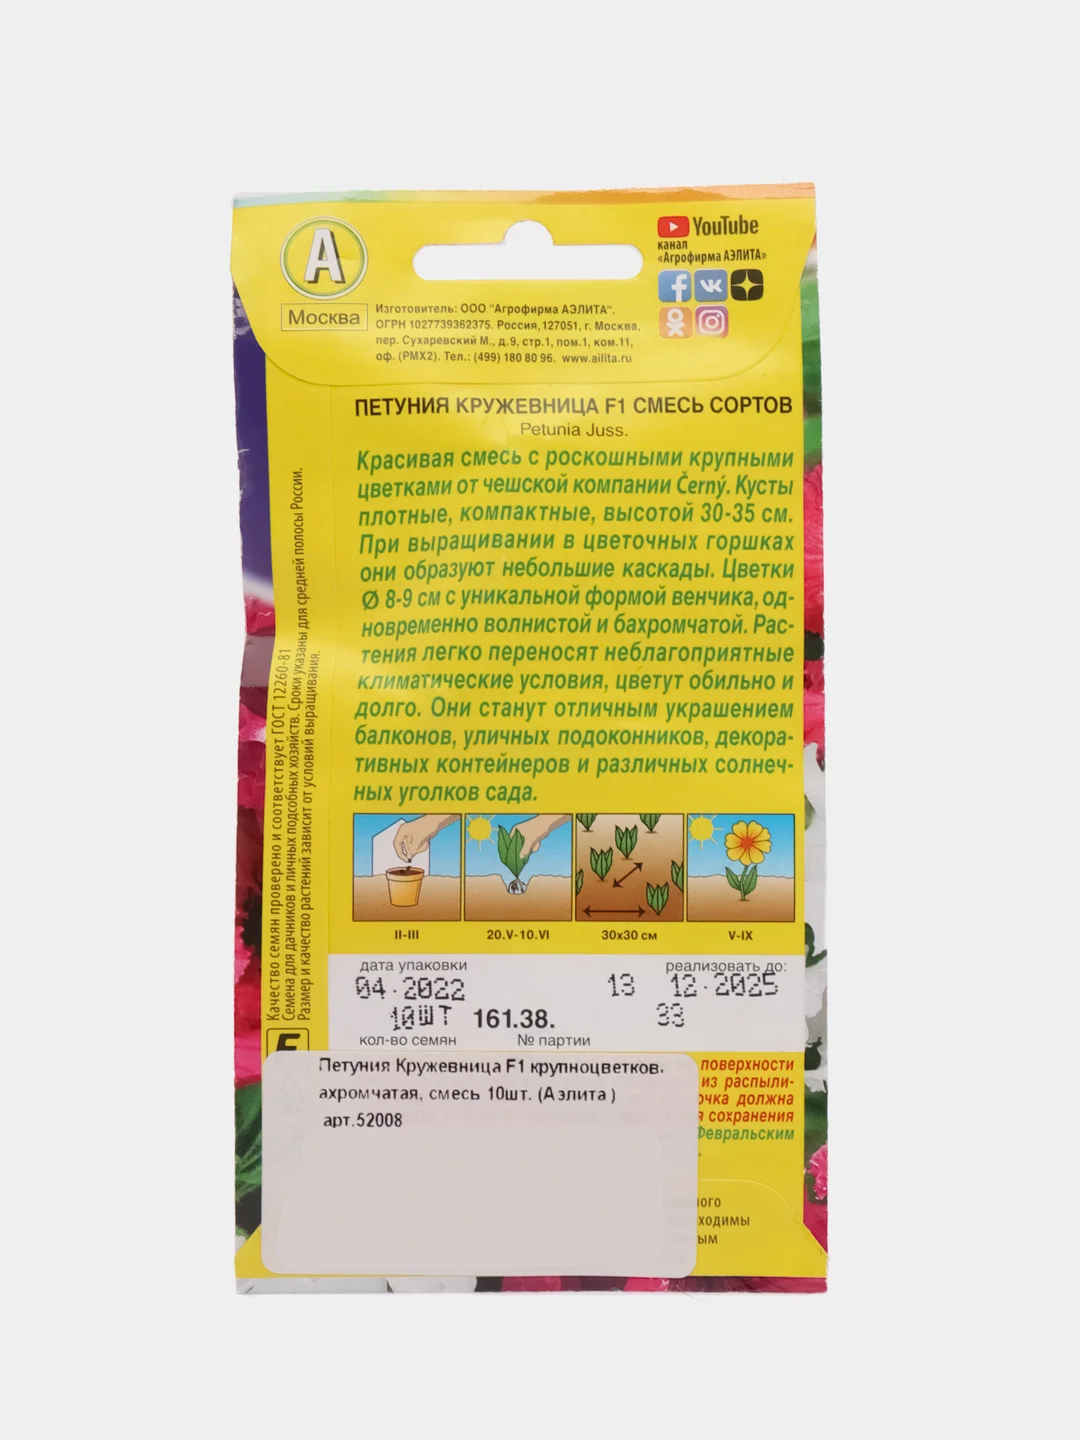 А
Москва
Изготовитель: ООО "Агрофирма АЭЛИТА".
ОГРН 1027739362375. Россия, 127051, г. Москва,
пер. Сухаревский М., д.9, стр.1, пом.1, ком.11,
оф. (РМХ2). Тел.: (499) 180 80 96. www.ailita.ru
YouTube
канал
«Агрофирма АЭЛИТА»
ПЕТУНИЯ КРУЖЕВНИЦА F1 СМЕСЬ СОРТОВ
Petunia Juss.
Красивая смесь с роскошными крупными
цветками от чешской компании Černý. Кусты
плотные, компактные, высотой 30-35 см.
При выращивании в цветочных горшках
они образуют небольшие каскады. Цветки
Ø 8-9 см с уникальной формой венчика, од-
новременно волнистой и бахромчатой. Рас-
тения легко переносят неблагоприятные
климатические условия, цветут обильно и
долго. Они станут отличным украшением
балконов, уличных подоконников, декора-
тивных контейнеров и различных солнеч-
ных уголков сада.
Качество семян проверено и соответствует ГОСТ 12260-81
Семена для дачников и личных подсобных хозяйств. Сроки указаны для средней полосы России.
Размер и качество растений зависит от условий выращивания.
II-III
20.V-10.VI
30х30 см
V-IX
дата упаковки
реализовать до:
04.2022 13 12.2025
10ШТ 161.38. 33
кол-во семян № партии
поверхности
из распыли-
очка должна
я сохранения
Февральским
ного
ходимы
ым
Петуния Кружевница F1 крупноцветков.
ахромчатая, смесь 10шт. (Аэлита )
арт.52008